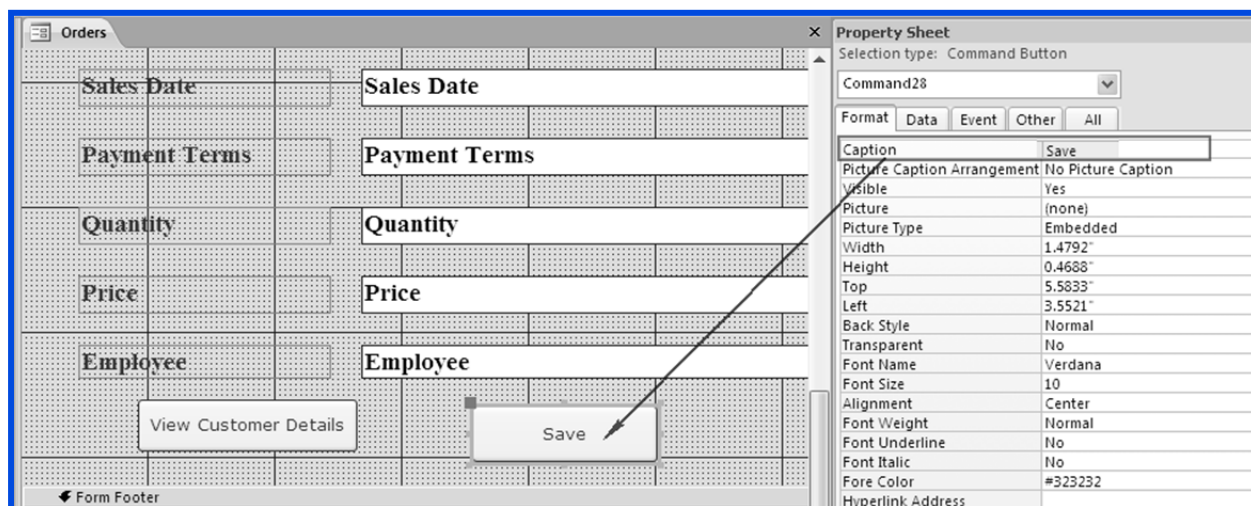 Orders
Sales Date Sales Date
Payment Terms Payment Terms
Quantity Quantity
Price Price
Employee Employee
View Customer Details Save
Form Footer
Property Sheet
Selection type: Command Button
Command28
Format Data Event Other All
Caption Save
Picture Caption Arrangement No Picture Caption
Visible Yes
Picture (none)
Picture Type Embedded
Width 1.4792"
Height 0.4688"
Top 5.5833"
Left 3.5521"
Back Style Normal
Transparent No
Font Name Verdana
Font Size 10
Alignment Center
Font Weight Normal
Font Underline No
Font Italic No
Fore Color #323232
Hyperlink Address